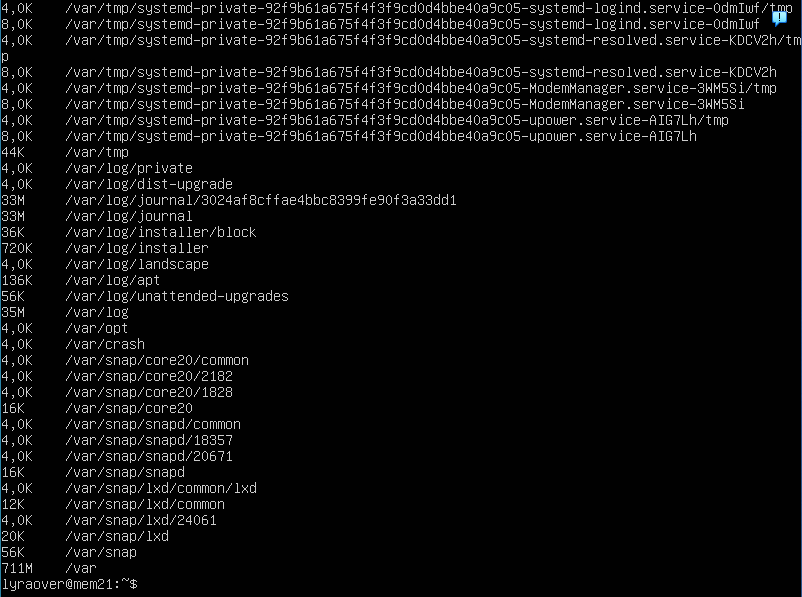 4,0K    /var/tmp/systemd-private-92f9b61a675f4f3f9cd0d4bbe40a9c05-systemd-logind.service-OdmIwf/tmp
8,0K    /var/tmp/systemd-private-92f9b61a675f4f3f9cd0d4bbe40a9c05-systemd-logind.service-OdmIwf
4,0K    /var/tmp/systemd-private-92f9b61a675f4f3f9cd0d4bbe40a9c05-systemd-resolved.service-KDCV2h/tm
p
8,0K    /var/tmp/systemd-private-92f9b61a675f4f3f9cd0d4bbe40a9c05-systemd-resolved.service-KDCV2h
4,0K    /var/tmp/systemd-private-92f9b61a675f4f3f9cd0d4bbe40a9c05-ModemManager.service-3WM5Si/tmp
8,0K    /var/tmp/systemd-private-92f9b61a675f4f3f9cd0d4bbe40a9c05-ModemManager.service-3WM5Si
4,0K    /var/tmp/systemd-private-92f9b61a675f4f3f9cd0d4bbe40a9c05-upower.service-AIG7Lh/tmp
8,0K    /var/tmp/systemd-private-92f9b61a675f4f3f9cd0d4bbe40a9c05-upower.service-AIG7Lh
44K     /var/tmp
4,0K    /var/log/private
4,0K    /var/log/dist-upgrade
33M     /var/log/journal/3024af8cffae4bbc8399fe90f3a33dd1
33M     /var/log/journal
36K     /var/log/installer/block
720K    /var/log/installer
4,0K    /var/log/landscape
136K    /var/log/apt
56K     /var/log/unattended-upgrades
35M     /var/log
4,0K    /var/opt
4,0K    /var/crash
4,0K    /var/snap/core20/common
4,0K    /var/snap/core20/2182
4,0K    /var/snap/core20/1828
16K     /var/snap/core20
4,0K    /var/snap/snapd/common
4,0K    /var/snap/snapd/18357
4,0K    /var/snap/snapd/20671
16K     /var/snap/snapd
4,0K    /var/snap/lxd/common/lxd
12K     /var/snap/lxd/common
4,0K    /var/snap/lxd/24061
20K     /var/snap/lxd
56K     /var/snap
711M    /var
lyraover@mem21:~$